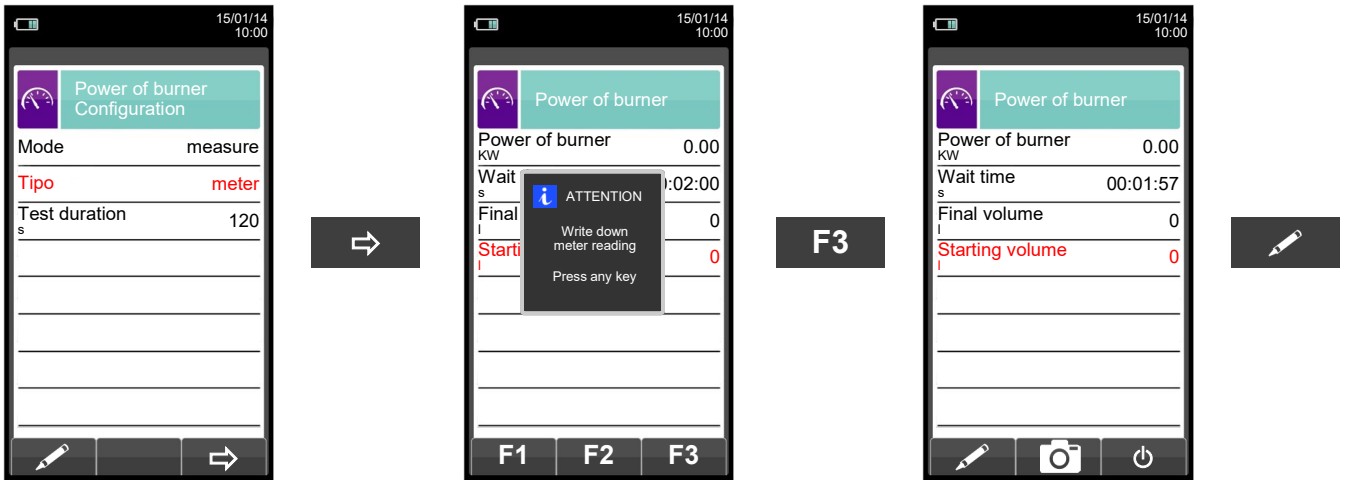 15/01/14
10:00
Power of burner
Configuration
Mode measure
Tipo meter
Test duration 120
s
15/01/14
10:00
Power of burner
Power of burner 0.00
KW
Wait :02:00
s
Final 0
l
Starti 0
l
ATTENTION
Write down
meter reading
Press any key
F1 F2 F3
F3
15/01/14
10:00
Power of burner
Power of burner 0.00
KW
Wait time 00:01:57
s
Final volume 0
l
Starting volume 0
l